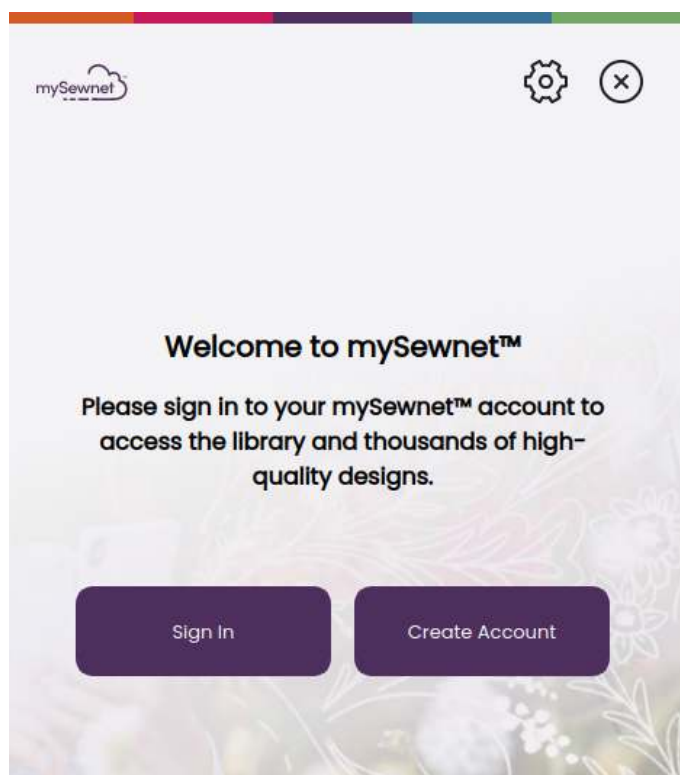 mySewnet™
Welcome to mySewnet™
Please sign in to your mySewnet™ account to
access the library and thousands of high-
quality designs.
Sign In
Create Account